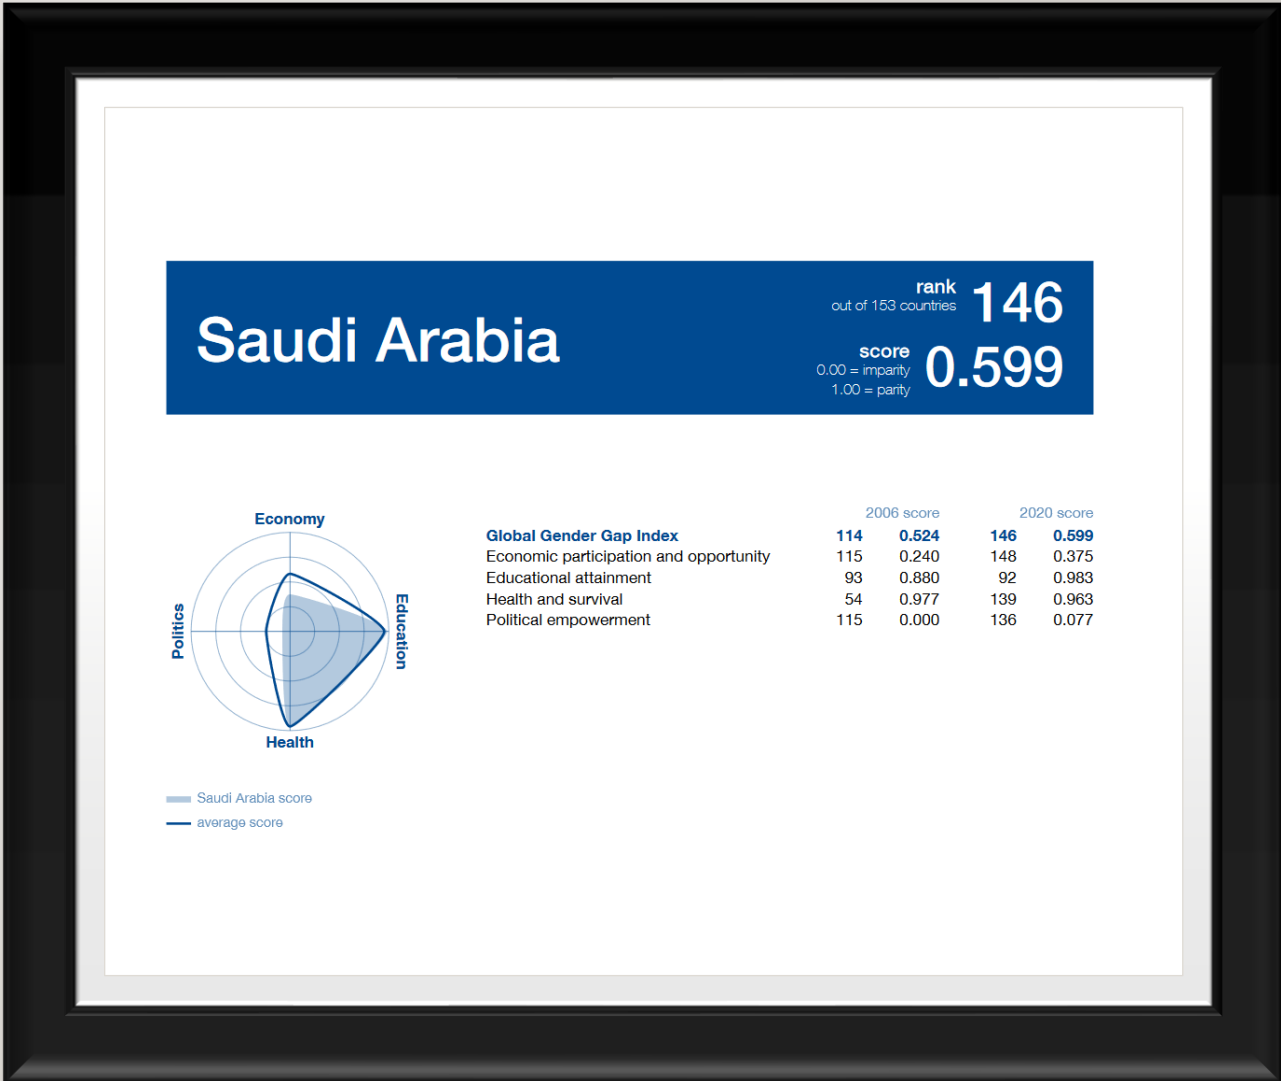 Saudi Arabia
rank
out of 153 countries
146
score
0.00 = imparity
1.00 = parity
0.599
Economy
Education
Politics
Health
Saudi Arabia score
average score
2006 score 2020 score
Global Gender Gap Index 114 0.524 146 0.599
Economic participation and opportunity 115 0.240 148 0.375
Educational attainment 93 0.880 92 0.983
Health and survival 54 0.977 139 0.963
Political empowerment 115 0.000 136 0.077